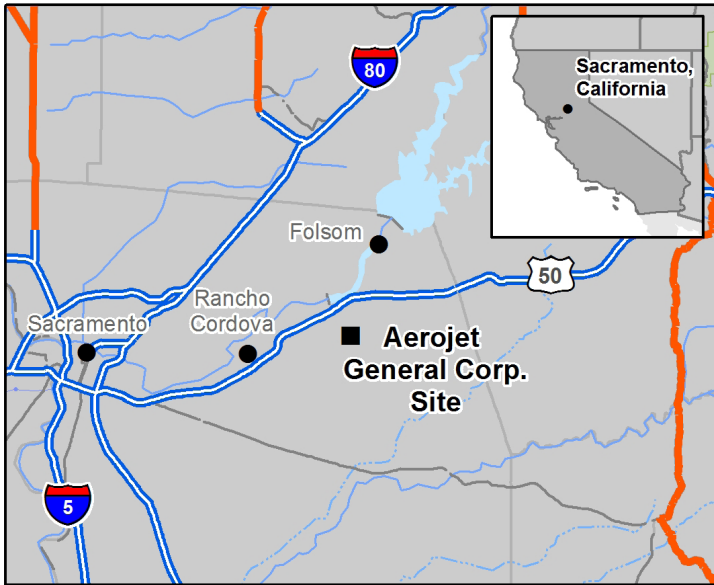 80
Sacramento,
California
Folsom
50
Rancho
Cordova
Sacramento
Aerojet
General Corp.
Site
5